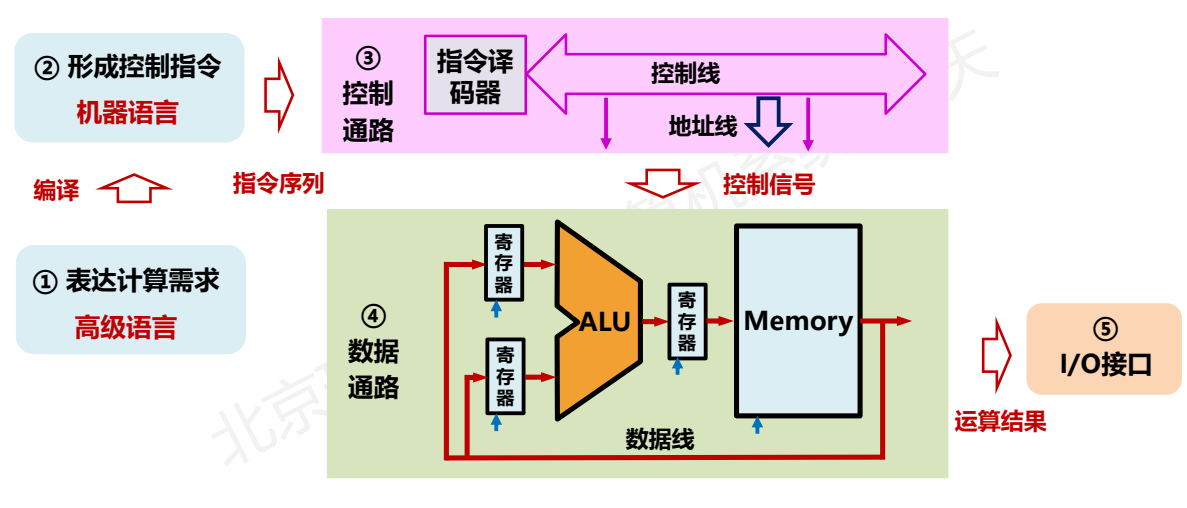 ② 形成控制指令
机器语言
编译
指令序列
① 表达计算需求
高级语言
③
控制
通路
指令译
码器
控制线
地址线
控制信号
④
数据
通路
寄
存
器
寄
存
器
ALU
寄
存
器
Memory
数据线
运算结果
⑤
I/O接口
北京